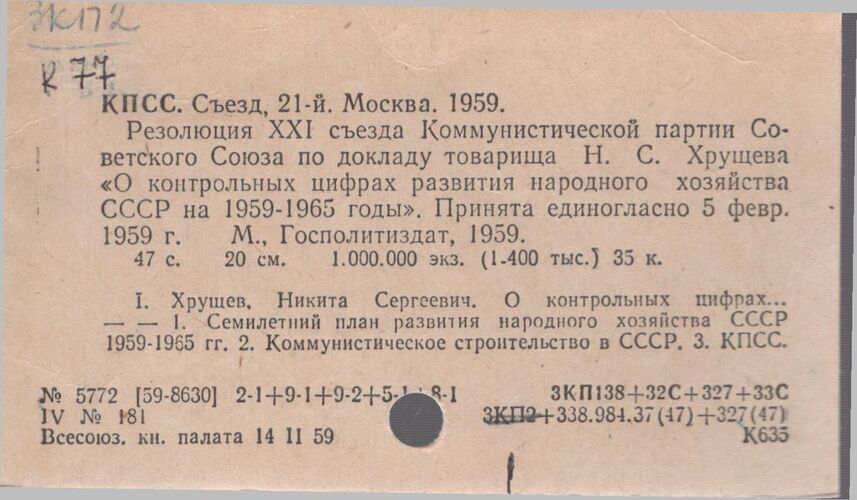 3К172
К 77
КПСС. Съезд, 21-й. Москва. 1959.
Резолюция XXI съезда Коммунистической партии Со-
ветского Союза по докладу товарища Н. С. Хрущева
«О контрольных цифрах развития народного хозяйства
СССР на 1959-1965 годы». Принята единогласно 5 февр.
1959 г. М., Госполитиздат, 1959.
47 с. 20 см. 1.000.000 экз. (1-400 тыс.) 35 к.
I. Хрущев, Никита Сергеевич. О контрольных цифрах...
— — 1. Семилетний план развития народного хозяйства СССР
1959-1965 гг. 2. Коммунистическое строительство в СССР. 3. КПСС.
№ 5772 [59-8630] 2-1+9-1+9-2+5-1+8-1 3КП138+32С+327+33С
IV № 181 3КП2+338.984.37(47)+327(47)
Всесоюз. кн. палата 14 II 59 К635